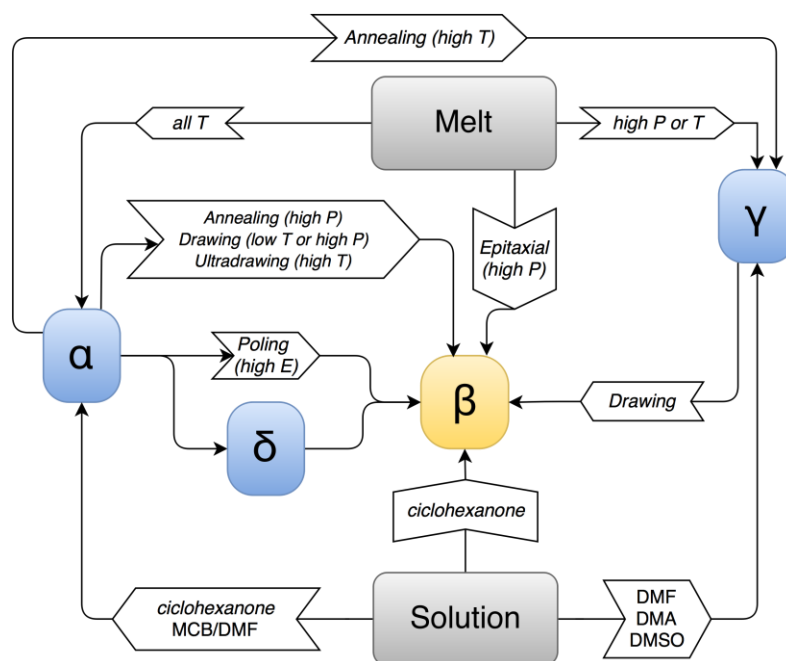 Annealing (high T)
Melt
all T
high P or T
γ
Annealing (high P)
Drawing (low T or high P)
Ultradrawing (high T)
Epitaxial
(high P)
α
Poling
(high E)
β
Drawing
δ
ciclohexanone
Solution
ciclohexanone
MCB/DMF
DMF
DMA
DMSO